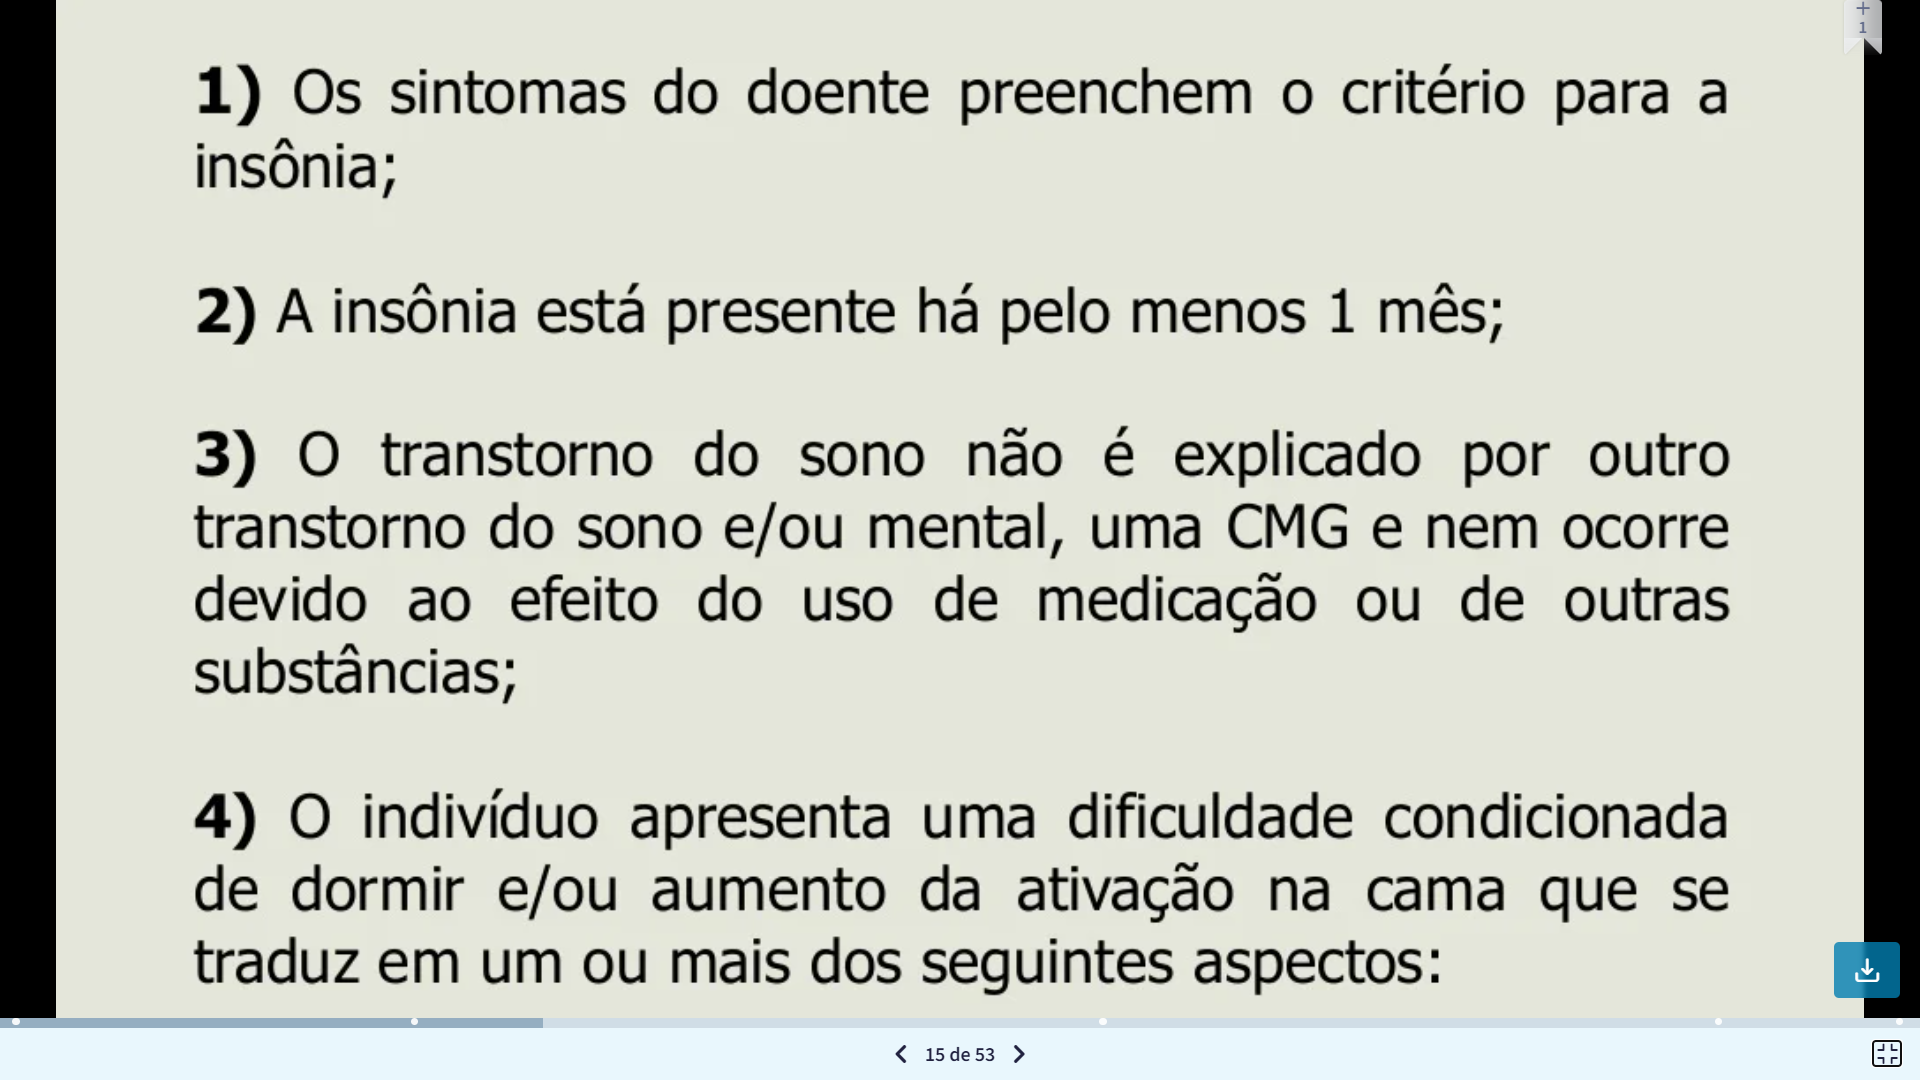 +
1
1) Os sintomas do doente preenchem o critério para a
insônia;
2) A insônia está presente há pelo menos 1 mês;
3) O transtorno do sono não é explicado por outro
transtorno do sono e/ou mental, uma CMG e nem ocorre
devido ao efeito do uso de medicação ou de outras
substâncias;
4) O indivíduo apresenta uma dificuldade condicionada
de dormir e/ou aumento da ativação na cama que se
traduz em um ou mais dos seguintes aspectos:
15 de 53